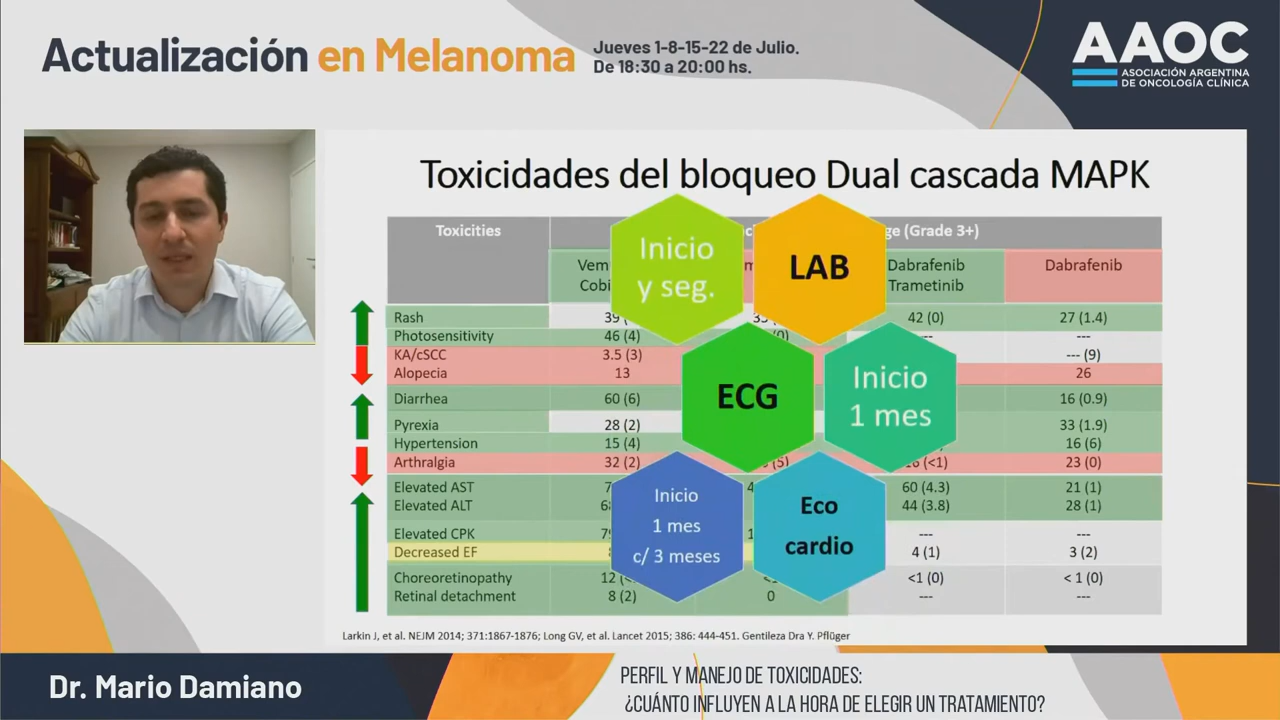 Actualización en Melanoma
Jueves 1-8-15-22 de Julio.
De 18:30 a 20:00 hs.
AAOC
ASOCIACIÓN ARGENTINA
DE ONCOLOGÍA CLÍNICA
Toxicidades del bloqueo Dual cascada MAPK
Toxicities
(Grade 3+)
Dabrafenib
Trametinib
Dabrafenib
Rash 42 (0) 27 (1.4)
Photosensitivity 46 (4) --- ---
KA/cSCC 3.5 (3) --- (9)
Alopecia 13 26
Diarrhea 60 (6) 16 (0.9)
Pyrexia 28 (2) 33 (1.9)
Hypertension 15 (4) 16 (6)
Arthralgia 32 (2) 23 (0)
Elevated AST 60 (4.3) 21 (1)
Elevated ALT 44 (3.8) 28 (1)
Elevated CPK --- ---
Decreased EF 4 (1) 3 (2)
Choreoretinopathy 12 <1 (0) < 1 (0)
Retinal detachment 8 (2) 0 --- ---
Inicio
y seg.
LAB
ECG
Inicio
1 mes
Inicio
1 mes
c/ 3 meses
Eco
cardio
Larkin J, et al. NEJM 2014; 371:1867-1876; Long GV, et al. Lancet 2015; 386: 444-451. Gentileza Dra Y. Pflüger
Dr. Mario Damiano
PERFIL Y MANEJO DE TOXICIDADES:
¿CUÁNTO INFLUYEN A LA HORA DE ELEGIR UN TRATAMIENTO?